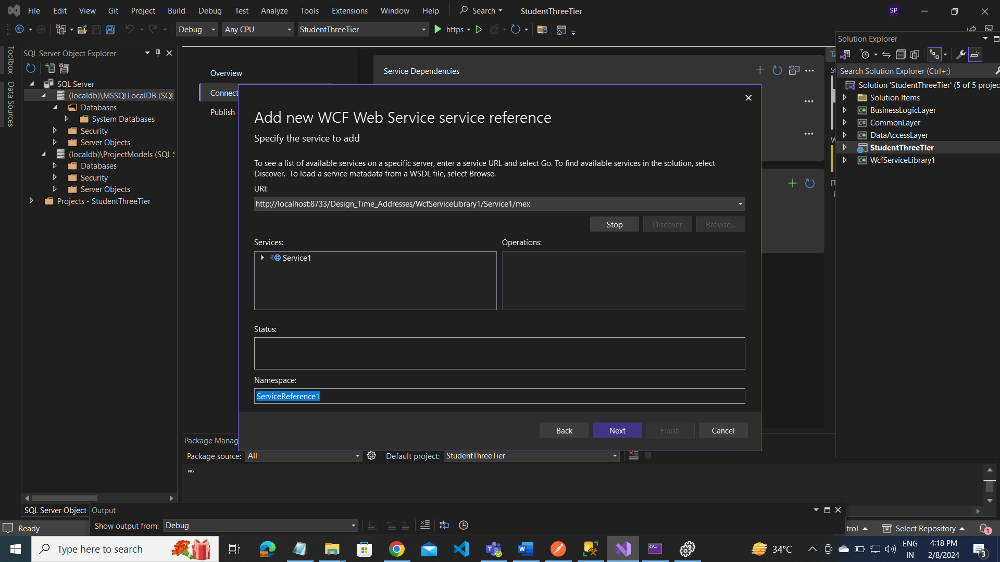 File Edit View Git Project Build Debug Test Analyze Tools Extensions Window Help Search StudentThreeTier SP
Debug Any CPU StudentThreeTier https
Toolbox
Data Sources
SQL Server Object Explorer
SQL Server
(localdb)\MSSQLLocalDB (SQL
Databases
System Databases
Security
Server Objects
(localdb)\ProjectModels (SQL S
Databases
Security
Server Objects
Projects - StudentThreeTier
SQL Server Object
Overview
Connect
Publish
Service Dependencies
Add new WCF Web Service service reference
Specify the service to add
To see a list of available services on a specific server, enter a service URL and select Go. To find available services in the solution, select
Discover. To load a service metadata from a WSDL file, select Browse.
URI:
http://localhost:8733/Design_Time_Addresses/WcfServiceLibrary1/Service1/mex
Stop Discover Browse...
Services: Operations:
Service1
Status:
Namespace:
ServiceReference1
Back Next Finish Cancel
Solution Explorer
Search Solution Explorer (Ctrl+;)
Solution 'StudentThreeTier' (5 of 5 projec
Solution Items
BusinessLogicLayer
CommonLayer
DataAccessLayer
StudentThreeTier
WcfServiceLibrary1
Package Manag
Package source: All Default project: StudentThreeTier
PM>
Output
Show output from: Debug
Ready
trol Select Repository 1
Type here to search
34°C
ENG
IN
4:18 PM
2/8/2024
3